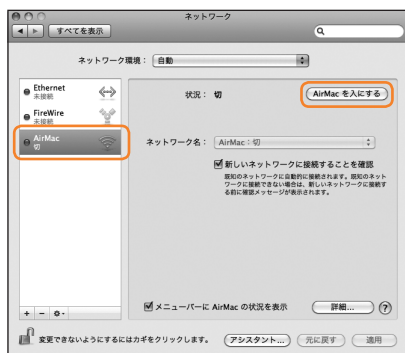 ネットワーク
すべてを表示
ネットワーク環境： 自動
Ethernet
未接続
FireWire
未接続
AirMac
切
状況： 切
AirMac を入にする
ネットワーク名： AirMac：切
新しいネットワークに接続することを確認
既知のネットワークに自動的に接続されます。既知のネット
ワークに接続できない場合は、新しいネットワークに接続す
る前に確認メッセージが表示されます。
メニューバーに AirMac の状況を表示
詳細... ?
+ −
変更できないようにするにはカギをクリックします。
アシスタント... 元に戻す 適用